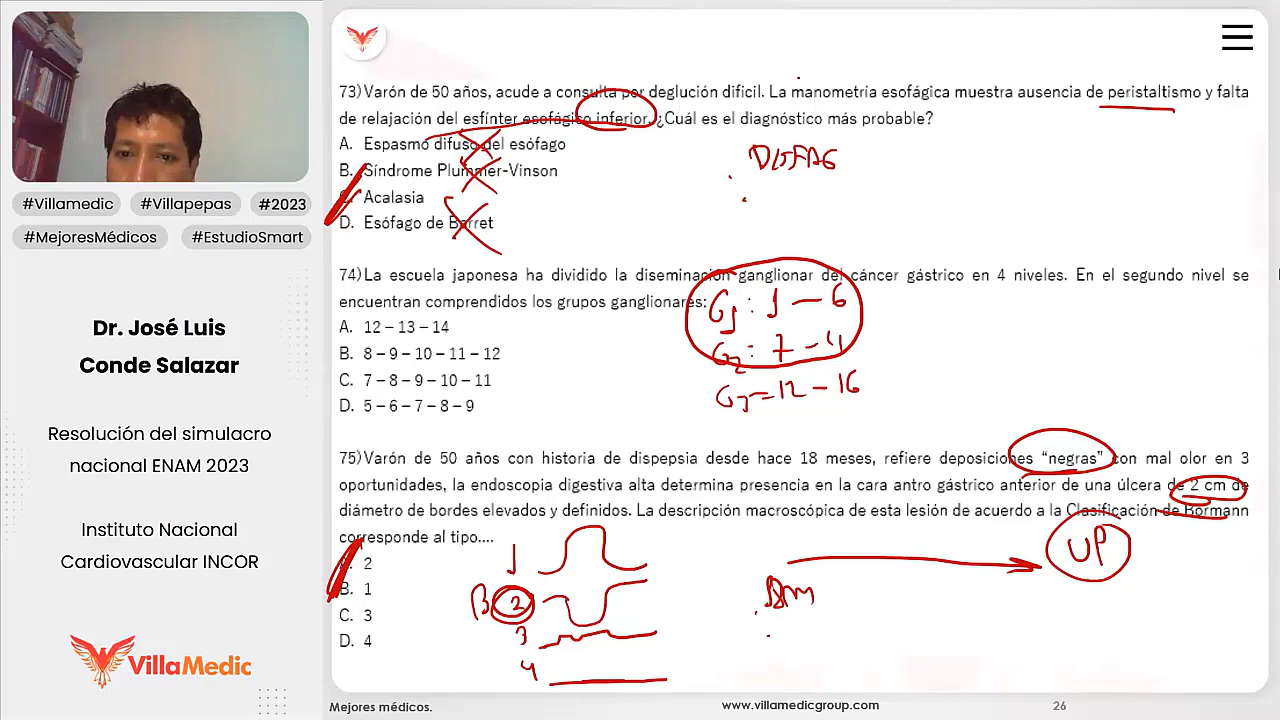 #Villamedic #Villapepas #2023
#MejoresMédicos #EstudioSmart
Dr. José Luis
Conde Salazar
Resolución del simulacro
nacional ENAM 2023
Instituto Nacional
Cardiovascular INCOR
VillaMedic
73) Varón de 50 años, acude a consulta por deglución dificil. La manometría esofágica muestra ausencia de peristaltismo y falta
de relajación del esfínter esofágico inferior. ¿Cuál es el diagnóstico más probable?
A. Espasmo difuso del esófago
B. Síndrome Plummer-Vinson
C. Acalasia
D. Esófago de Barret
DISFAG
74) La escuela japonesa ha dividido la diseminación ganglionar del cáncer gástrico en 4 niveles. En el segundo nivel se
encuentran comprendidos los grupos ganglionares:
A. 12 – 13 – 14
B. 8 – 9 – 10 – 11 – 12
C. 7 – 8 – 9 – 10 – 11
D. 5 – 6 – 7 – 8 – 9
G1: 1 – 6
G2: 7 – 11
G3 = 12 – 16
75) Varón de 50 años con historia de dispepsia desde hace 18 meses, refiere deposiciones "negras" con mal olor en 3
oportunidades, la endoscopia digestiva alta determina presencia en la cara antro gástrico anterior de una úlcera de 2 cm de
diámetro de bordes elevados y definidos. La descripción macroscópica de esta lesión de acuerdo a la Clasificación de Bormann
corresponde al tipo....
A. 2
B. 1
C. 3
D. 4
1
B 2
3
4
UP
Mejores médicos. www.villamedicgroup.com 26